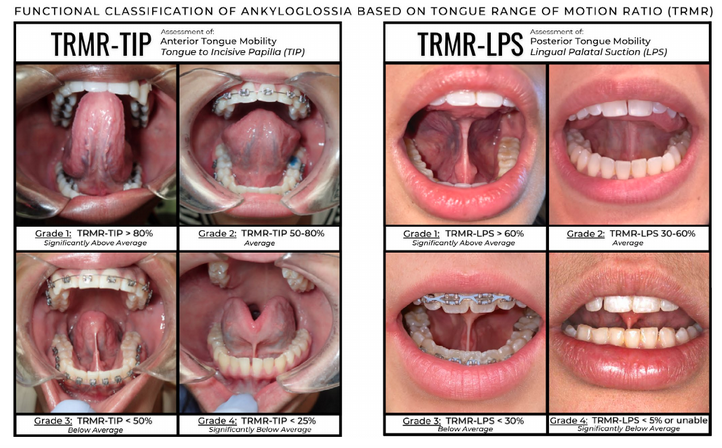 FUNCTIONAL CLASSIFICATION OF ANKYLOGLOSSIA BASED ON TONGUE RANGE OF MOTION RATIO (TRMR)
TRMR-TIP
Assessment of:
Anterior Tongue Mobility
Tongue to Incisive Papilla (TIP)
Grade 1: TRMR-TIP > 80%
Significantly Above Average
Grade 2: TRMR-TIP 50-80%
Average
Grade 3: TRMR-TIP < 50%
Below Average
Grade 4: TRMR-TIP < 25%
Significantly Below Average
TRMR-LPS
Assessment of:
Posterior Tongue Mobility
Lingual Palatal Suction (LPS)
Grade 1: TRMR-LPS > 60%
Significantly Above Average
Grade 2: TRMR-LPS 30-60%
Average
Grade 3: TRMR-LPS < 30%
Below Average
Grade 4: TRMR-LPS < 5% or unable
Significantly Below Average